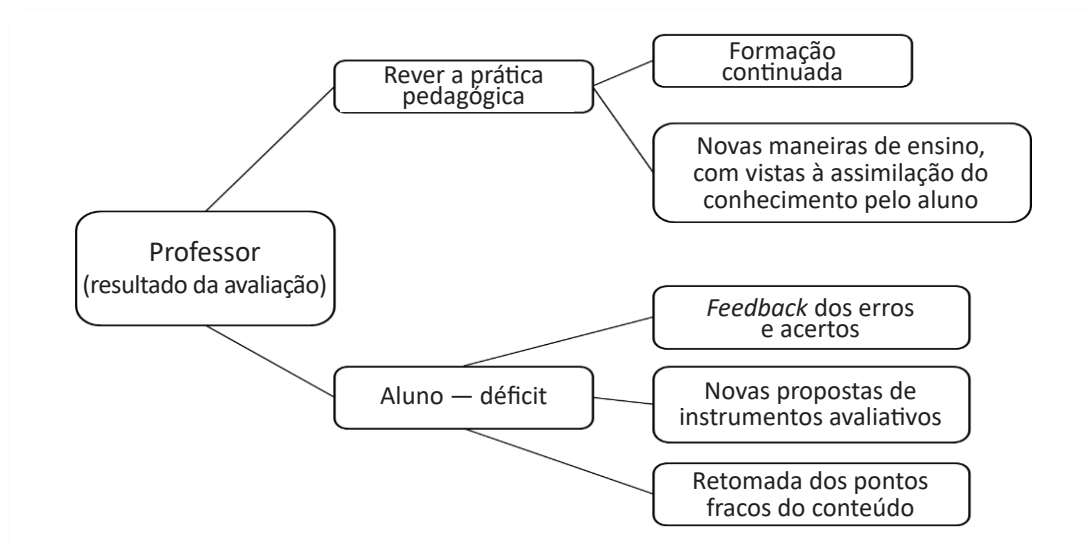 Formação
continuada
Rever a prática
pedagógica
Novas maneiras de ensino,
com vistas à assimilação do
conhecimento pelo aluno
Professor
(resultado da avaliação)
Feedback dos erros
e acertos
Aluno — déficit
Novas propostas de
instrumentos avaliativos
Retomada dos pontos
fracos do conteúdo